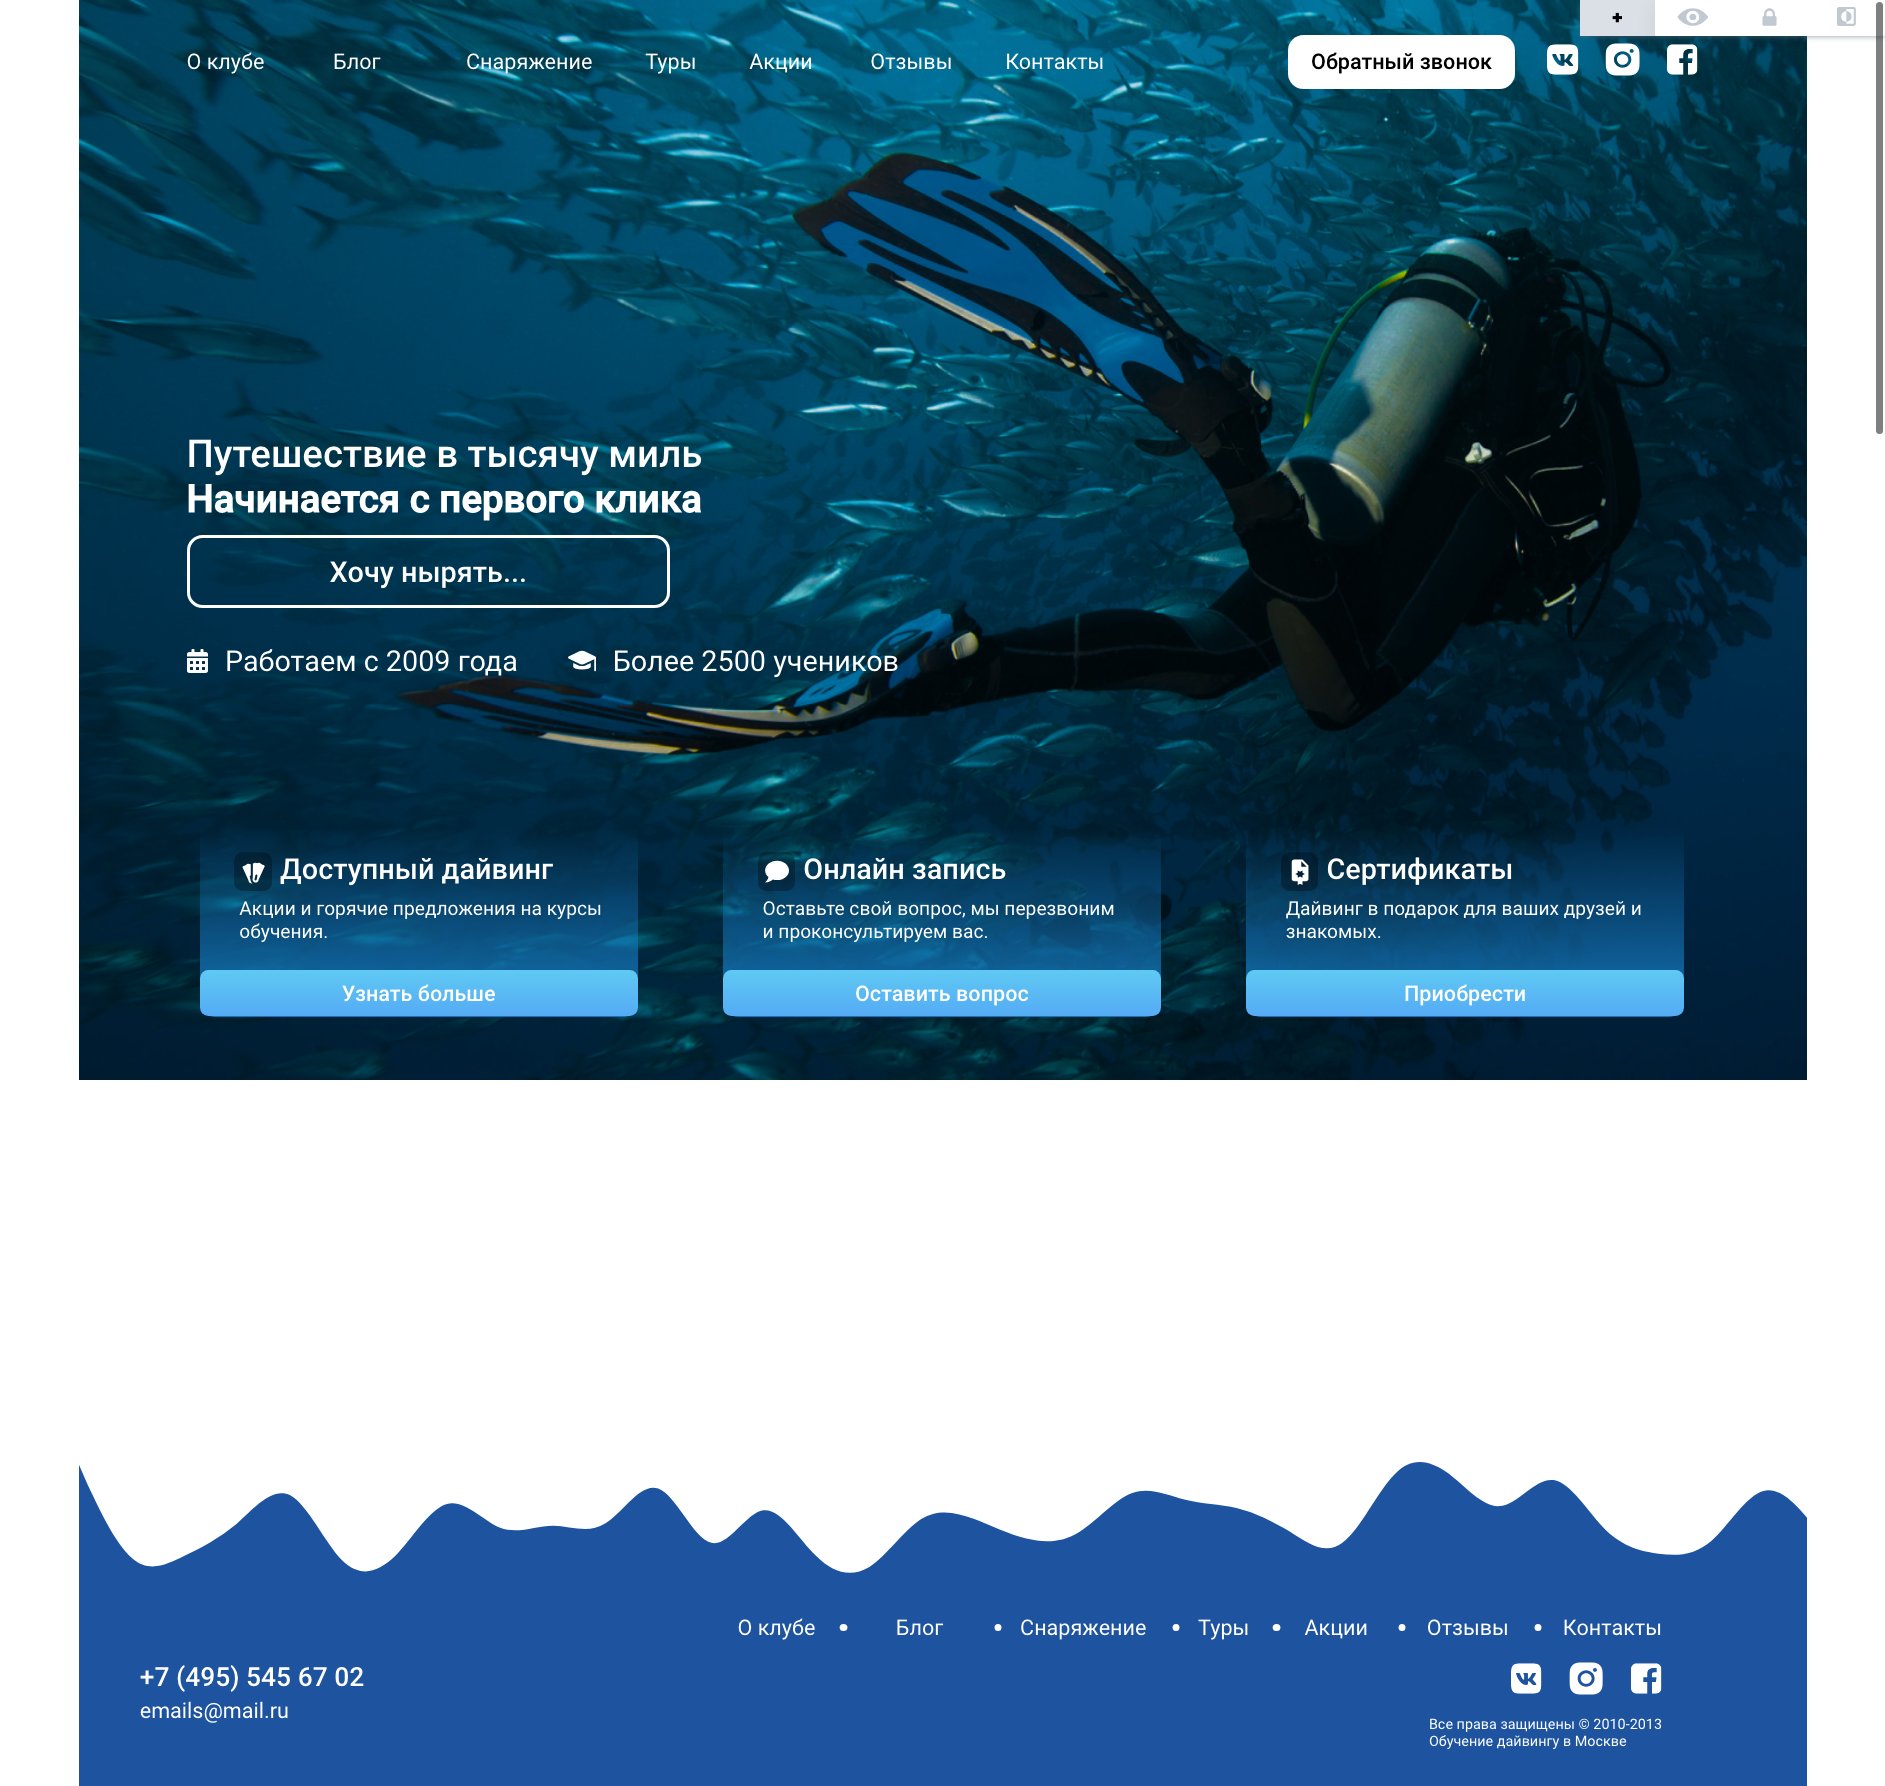 О клубе Блог Снаряжение Туры Акции Отзывы Контакты Обратный звонок
Путешествие в тысячу миль
Начинается с первого клика
Хочу нырять...
Работаем с 2009 года Более 2500 учеников
Доступный дайвинг
Акции и горячие предложения на курсы
обучения.
Узнать больше
Онлайн запись
Оставьте свой вопрос, мы перезвоним
и проконсультируем вас.
Оставить вопрос
Сертификаты
Дайвинг в подарок для ваших друзей и
знакомых.
Приобрести
О клубе • Блог • Снаряжение • Туры • Акции • Отзывы • Контакты
+7 (495) 545 67 02
emails@mail.ru
Все права защищены © 2010-2013
Обучение дайвингу в Москве